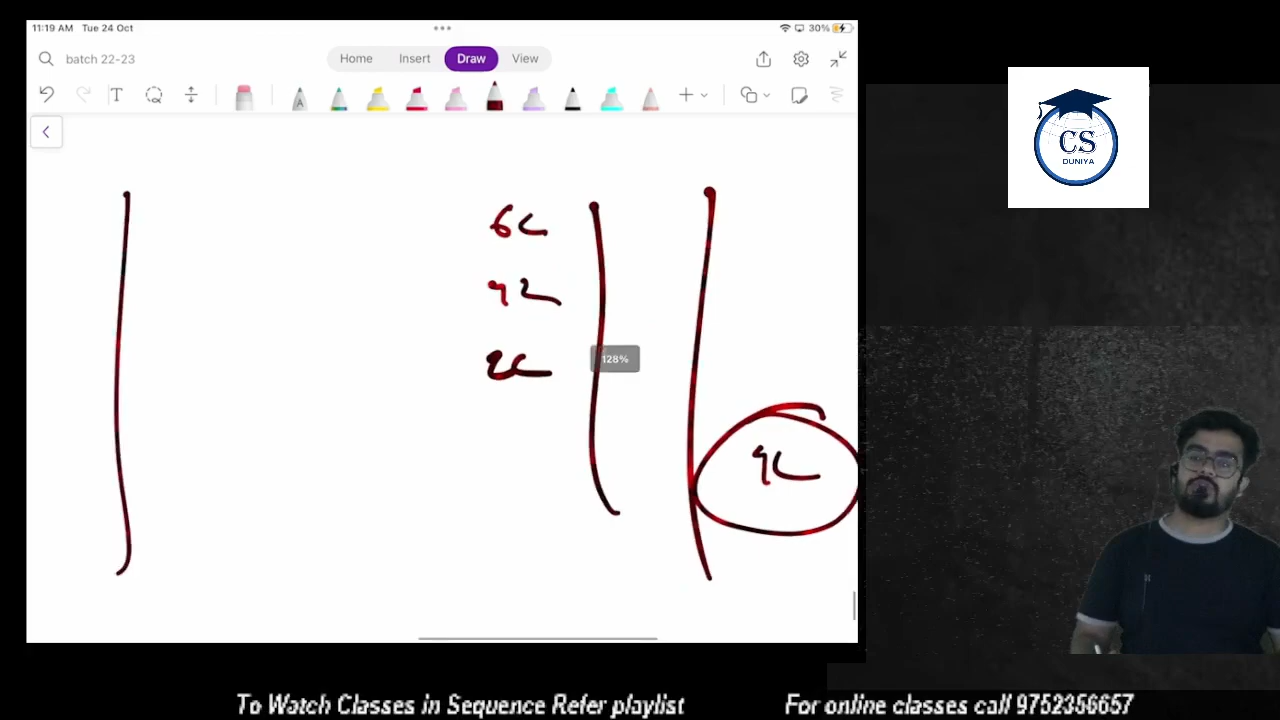 11:19 AM Tue 24 Oct
30%
batch 22-23
Home Insert Draw View
T
A
6L
4L
2L
128%
4L
CS
DUNIYA
To Watch Classes in Sequence Refer playlist
For online classes call 9752356657